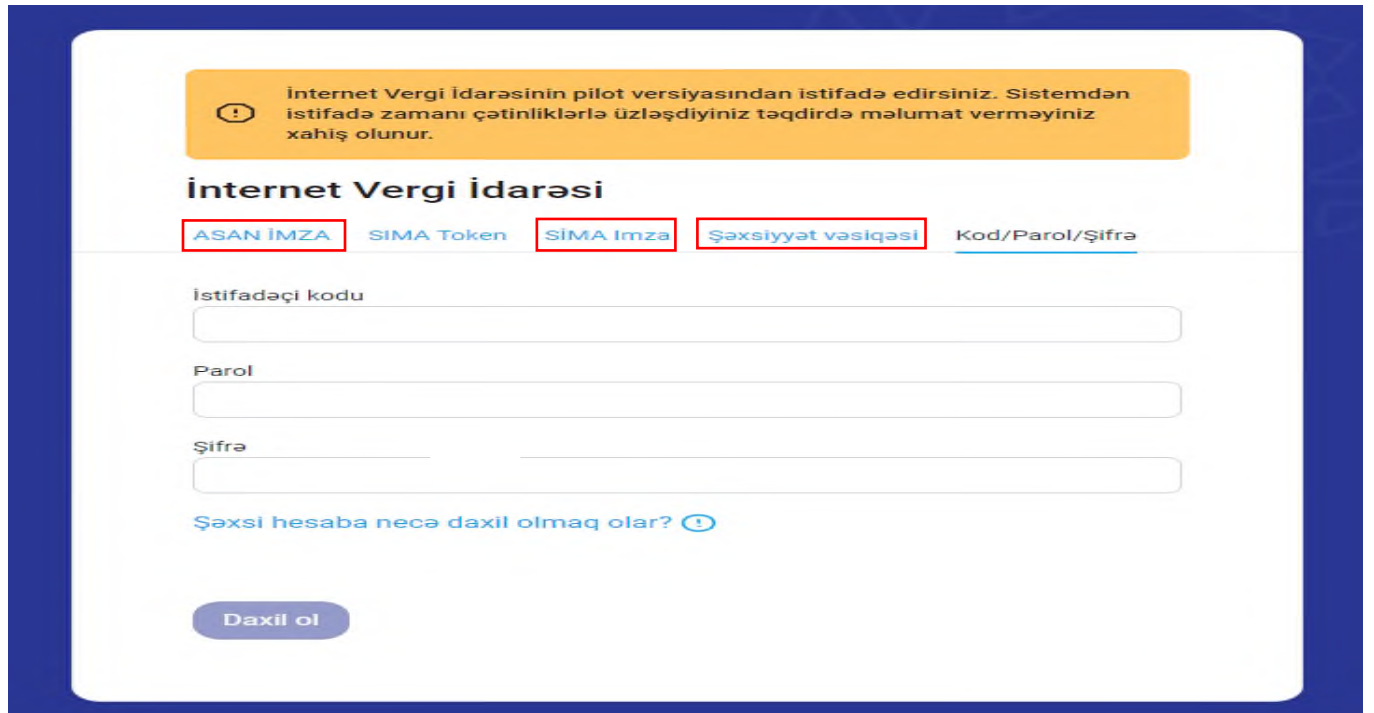 İnternet Vergi İdarəsinin pilot versiyasından istifadə edirsiniz. Sistemdən
istifadə zamanı çətinliklərlə üzləşdiyiniz təqdirdə məlumat verməyiniz
xahiş olunur.
İnternet Vergi İdarəsi
ASAN İMZA SIMA Token SİMA Imza Şəxsiyyət vəsiqəsi Kod/Parol/Şifrə
İstifadəçi kodu
Parol
Şifrə
Şəxsi hesaba necə daxil olmaq olar?
Daxil ol